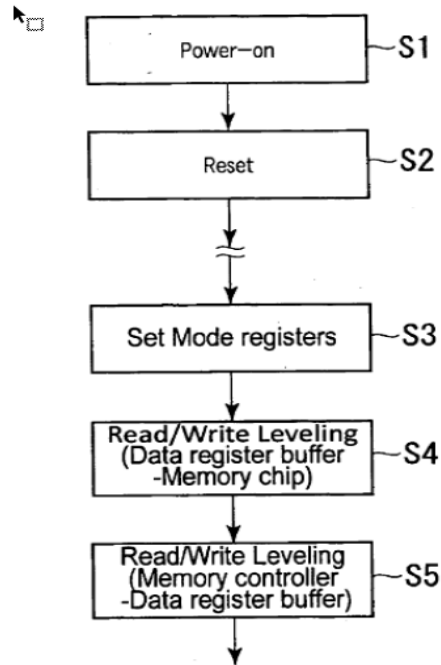 Power-on
S1
Reset
S2
Set Mode registers
S3
Read/Write Leveling
(Data register buffer
-Memory chip)
S4
Read/Write Leveling
(Memory controller
-Data register buffer)
S5